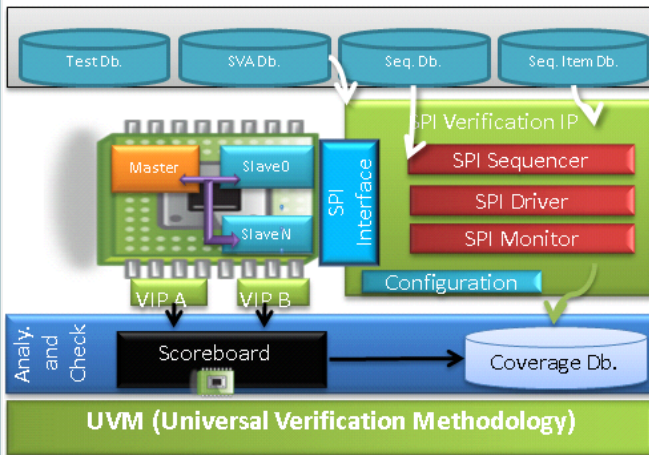 Test Db.
SVA Db.
Seq. Db.
Seq. Item Db.
SPI Verification IP
Master
Slave0
SlaveN
SPI
Interface
SPI Sequencer
SPI Driver
SPI Monitor
Configuration
VIP A
VIP B
Analy.
and
Check
Scoreboard
Coverage Db.
UVM (Universal Verification Methodology)